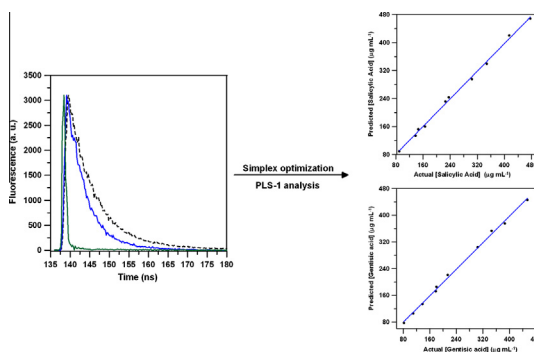 3500
3000
2500
2000
1500
1000
500
0
Fluorescence (a. u.)
135 140 145 150 155 160 165 170 175 180
Time (ns)
Simplex optimization
PLS-1 analysis
480
400
320
240
160
80
Predicted [Salicylic Acid] (µg mL⁻¹)
80 160 240 320 400 480
Actual [Salicylic Acid] (µg mL⁻¹)
480
400
320
240
160
80
Predicted [Gentisic acid] (µg mL⁻¹)
80 160 240 320 400
Actual [Gentisic acid] (µg mL⁻¹)